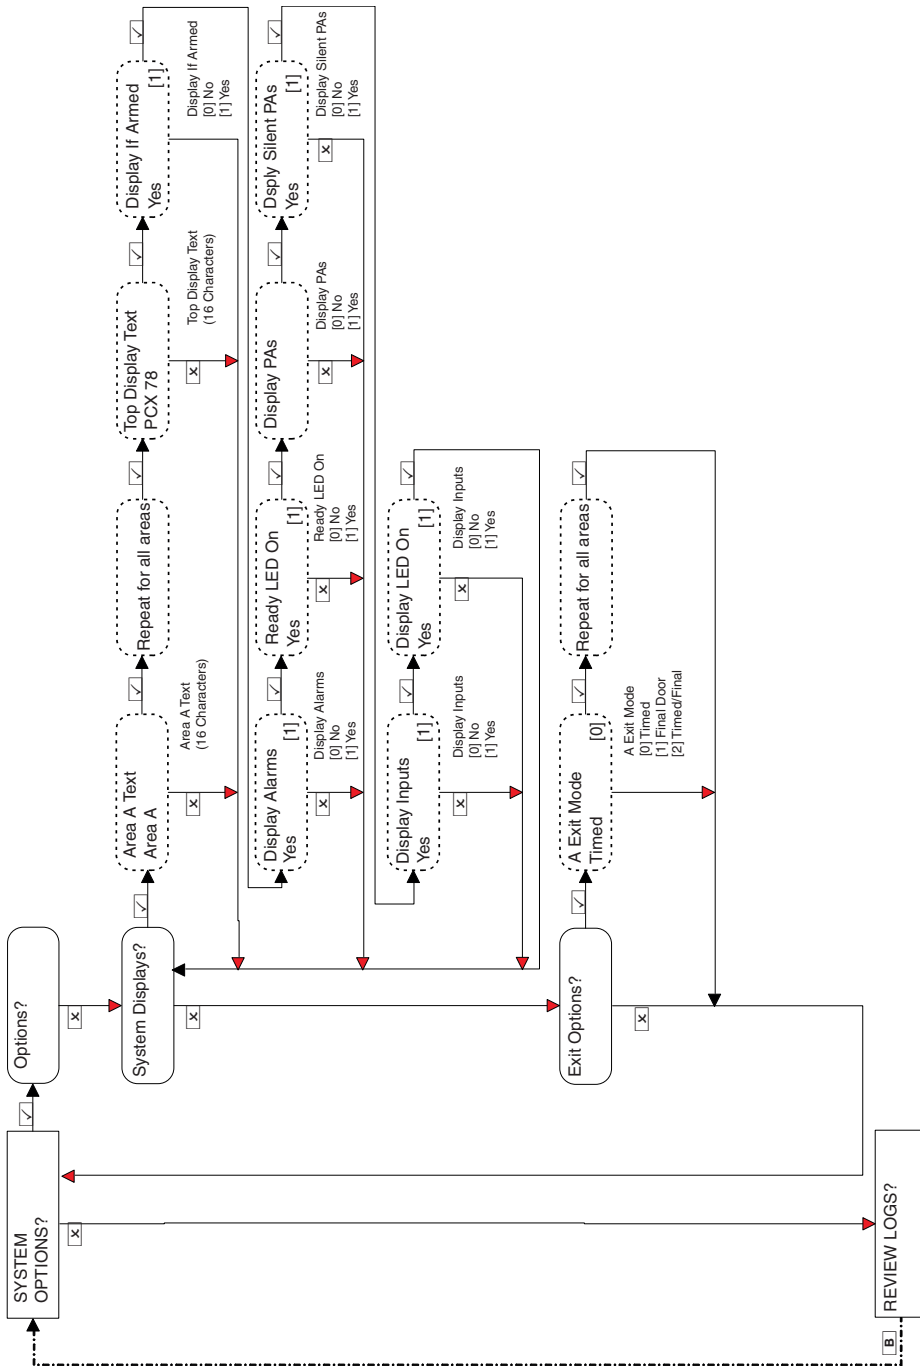 SYSTEM
OPTIONS?
Options?
System Displays?
Area A Text
Area A
Area A Text
(16 Characters)
Repeat for all areas
Top Display Text
PCX 78
Top Display Text
(16 Characters)
Display If Armed
Yes [1]
Display If Armed
[0] No
[1] Yes
Display Alarms
Yes [1]
Display Alarms
[0] No
[1] Yes
Ready LED On
Yes [1]
Ready LED On
[0] No
[1] Yes
Display PAs
Display PAs
[0] No
[1] Yes
Dsply Silent PAs
Yes [1]
Display Silent PAs
[0] No
[1] Yes
Display Inputs
Yes [1]
Display Inputs
[0] No
[1] Yes
Display LED On
Yes [1]
Display Inputs
[0] No
[1] Yes
Exit Options?
A Exit Mode
Timed [0]
A Exit Mode
[0] Timed
[1] Final Door
[2] Timed/Final
Repeat for all areas
REVIEW LOGS?
B